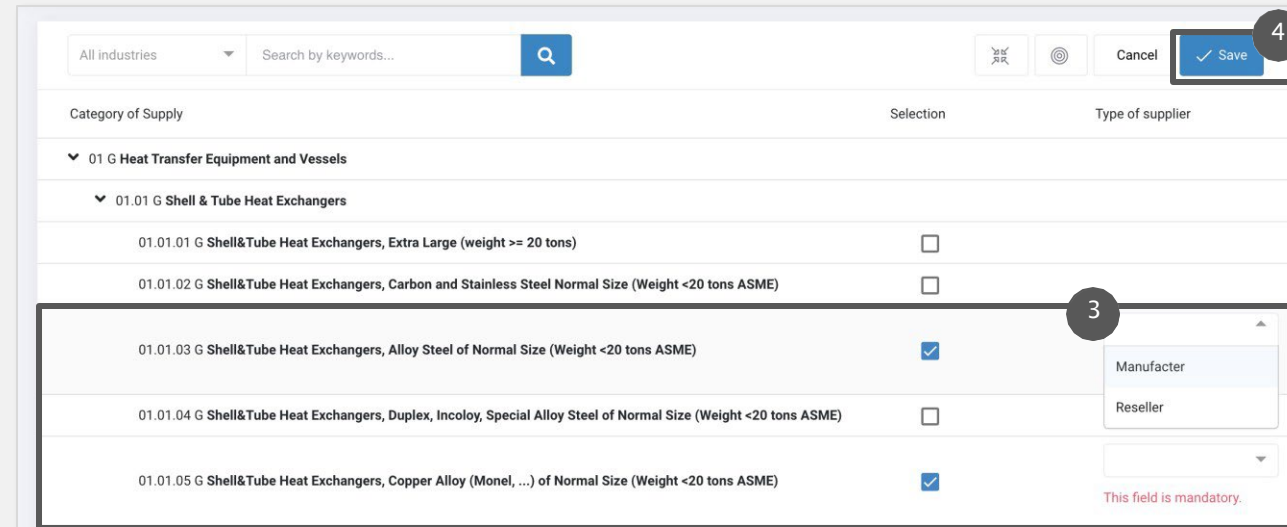 All industries Search by keywords... Cancel Save 4
Category of Supply Selection Type of supplier
01 G Heat Transfer Equipment and Vessels
01.01 G Shell & Tube Heat Exchangers
01.01.01 G Shell&Tube Heat Exchangers, Extra Large (weight >= 20 tons)
01.01.02 G Shell&Tube Heat Exchangers, Carbon and Stainless Steel Normal Size (Weight <20 tons ASME)
3
01.01.03 G Shell&Tube Heat Exchangers, Alloy Steel of Normal Size (Weight <20 tons ASME)
Manufacter
Reseller
01.01.04 G Shell&Tube Heat Exchangers, Duplex, Incoloy, Special Alloy Steel of Normal Size (Weight <20 tons ASME)
01.01.05 G Shell&Tube Heat Exchangers, Copper Alloy (Monel, ...) of Normal Size (Weight <20 tons ASME)
This field is mandatory.